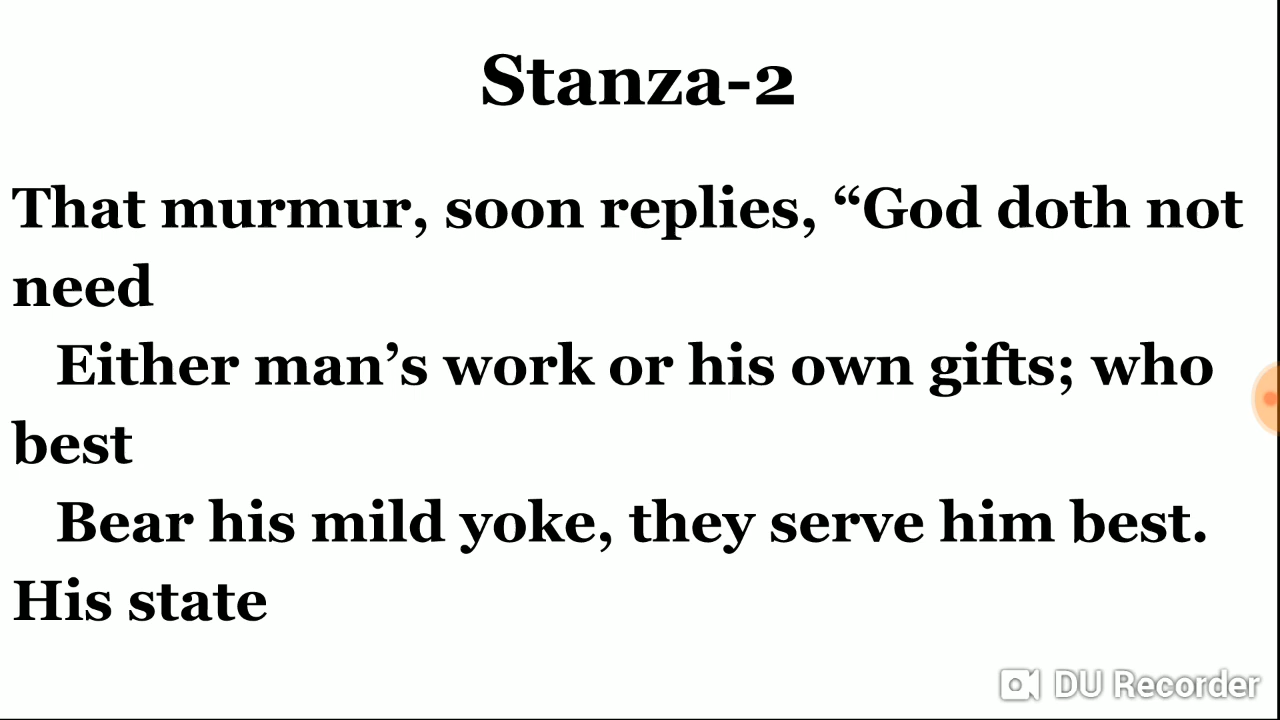 Stanza-2
That murmur, soon replies, “God doth not
need
Either man’s work or his own gifts; who
best
Bear his mild yoke, they serve him best.
His state
DU Recorder